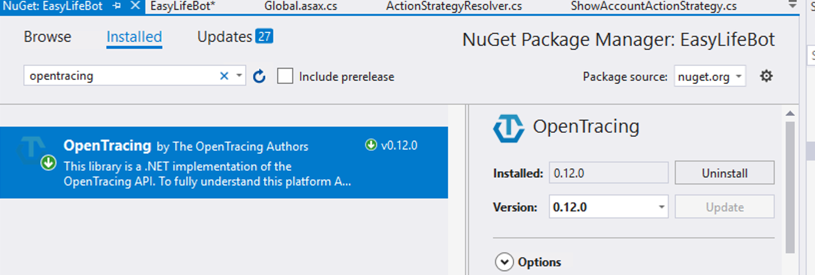 NuGet: EasyLifeBot EasyLifeBot* Global.asax.cs ActionStrategyResolver.cs ShowAccountActionStrategy.cs
Browse Installed Updates 27
NuGet Package Manager: EasyLifeBot
opentracing
Include prerelease
Package source: nuget.org
OpenTracing by The OpenTracing Authors v0.12.0
This library is a .NET implementation of the
OpenTracing API. To fully understand this platform A...
OpenTracing
Installed: 0.12.0 Uninstall
Version: 0.12.0 Update
Options